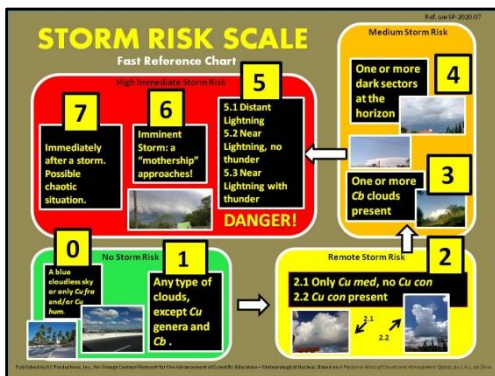 Ref. sue-SP-2020.07
STORM RISK SCALE
Fast Reference Chart
High Immediate Storm Risk
7
Immediately
after a storm.
Possible
chaotic
situation.
6
Imminent
Storm: a
“mothership”
approaches!
5
5.1 Distant
Lightning
5.2 Near
Lightning, no
thunder
5.3 Near
Lightning with
thunder
DANGER!
Medium Storm Risk
4
One or more
dark sectors
at the
horizon
3
One or more
Cb clouds
present
No Storm Risk
0
A blue
cloudless sky
or only Cu fra
and/or Cu
hum.
1
Any type of
clouds,
except Cu
genera and
Cb .
Remote Storm Risk
2
2.1 Only Cu med, no Cu con
2.2 Cu con present
2.1
2.2